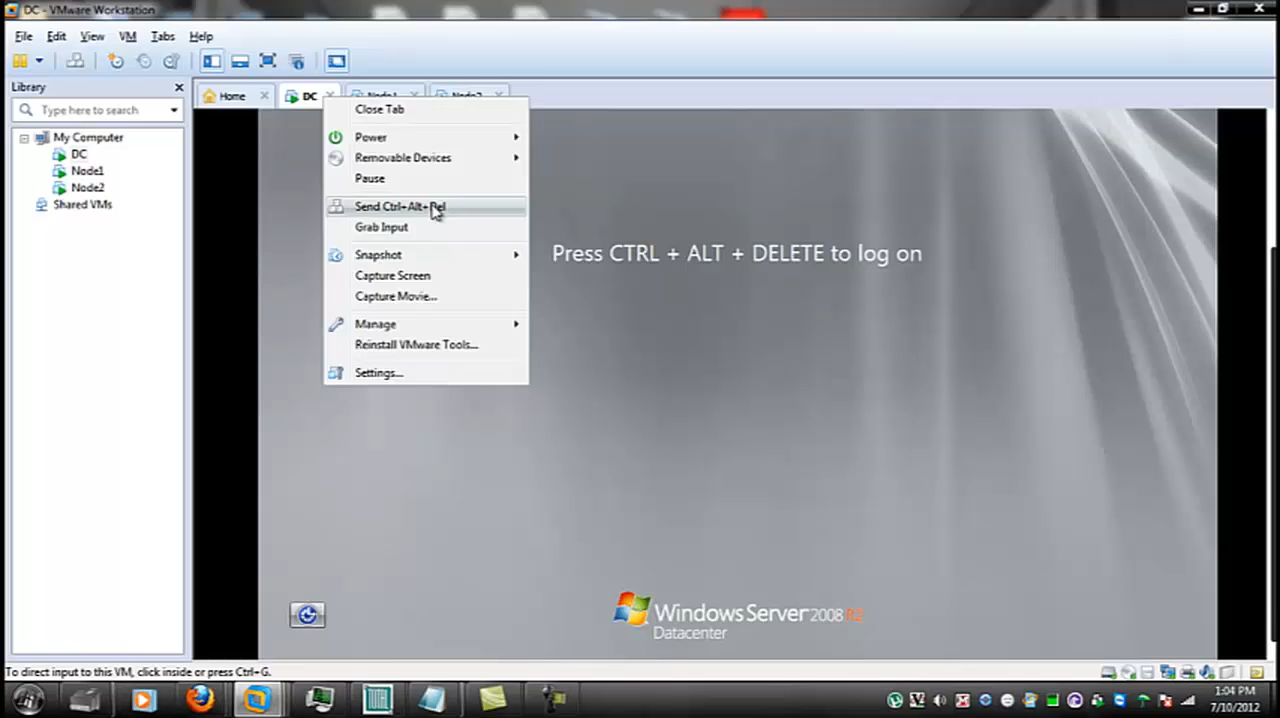 DC - VMware Workstation
File Edit View VM Tabs Help
Library
Home DC Node1 Node2
Type here to search
My Computer
DC
Node1
Node2
Shared VMs
Close Tab
Power
Removable Devices
Pause
Send Ctrl+Alt+Del
Grab Input
Snapshot
Capture Screen
Capture Movie...
Manage
Reinstall VMware Tools...
Settings...
Press CTRL + ALT + DELETE to log on
Windows Server 2008 R2
Datacenter
To direct input to this VM, click inside or press Ctrl+G.
1:04 PM
7/10/2012